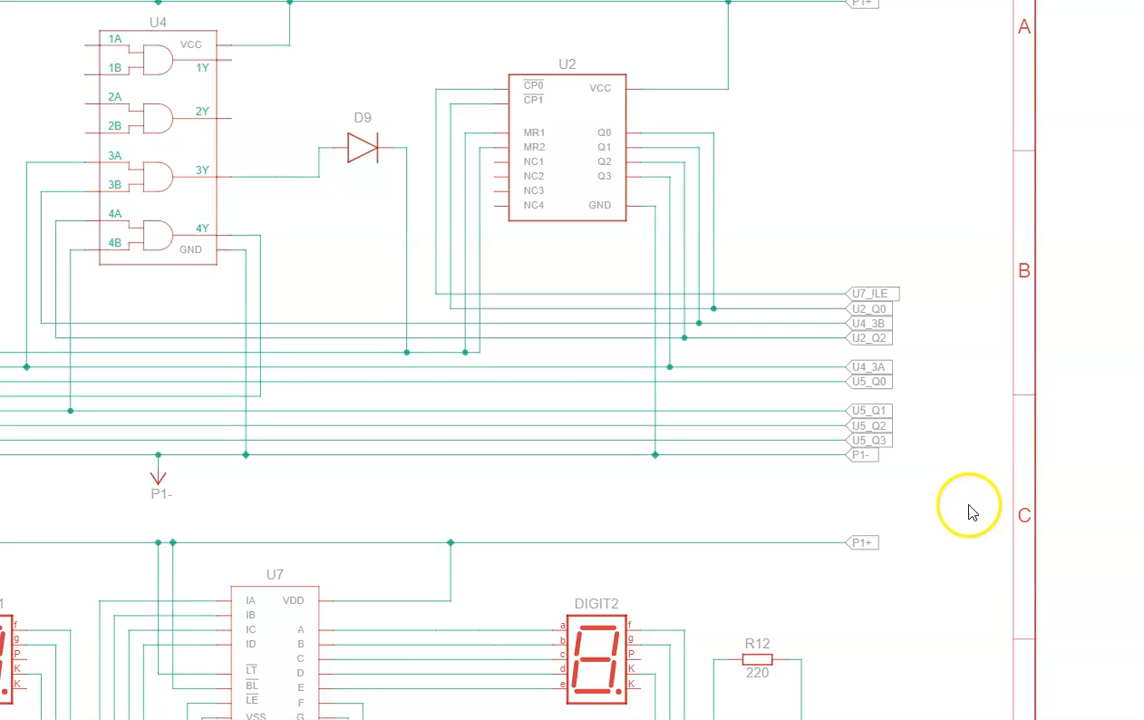 P1+
U4
A
1A
VCC
1B
1Y
2A
2Y
2B
3A
3Y
3B
4A
4Y
4B
GND
D9
U2
CP0
VCC
CP1
MR1
Q0
MR2
Q1
NC1
Q2
NC2
Q3
NC3
NC4
GND
B
U7_ILE
U2_Q0
U4_3B
U2_Q2
U4_3A
U5_Q0
U5_Q1
U5_Q2
U5_Q3
P1-
P1-
C
P1+
U7
IA
VDD
IB
IC
A
ID
B
C
LT
D
BL
E
LE
F
VSS
G
1
f
g
P
K
K
DIGIT2
a
f
b
g
c
P
d
K
e
K
R12
220